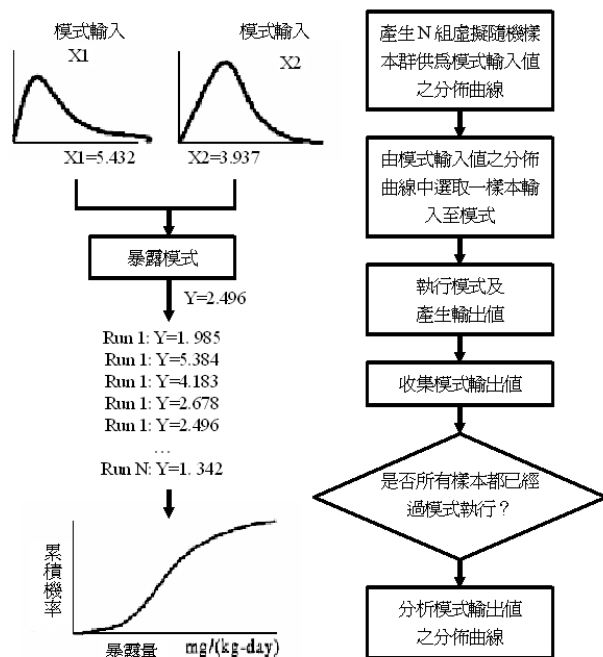 模式輸入
X1
模式輸入
X2
X1=5.432
X2=3.937
暴露模式
Y=2.496
Run 1: Y=1. 985
Run 1: Y=5.384
Run 1: Y=4.183
Run 1: Y=2.678
Run 1: Y=2.496
...
Run N: Y=1. 342
累積機率
暴露量 mg/(kg-day)
產生N組虛擬隨機樣
本群供為模式輸入值
之分佈曲線
由模式輸入值之分佈
曲線中選取一樣本輸
入至模式
執行模式及
產生輸出值
收集模式輸出值
是否所有樣本都已經
過模式執行?
分析模式輸出值
之分佈曲線